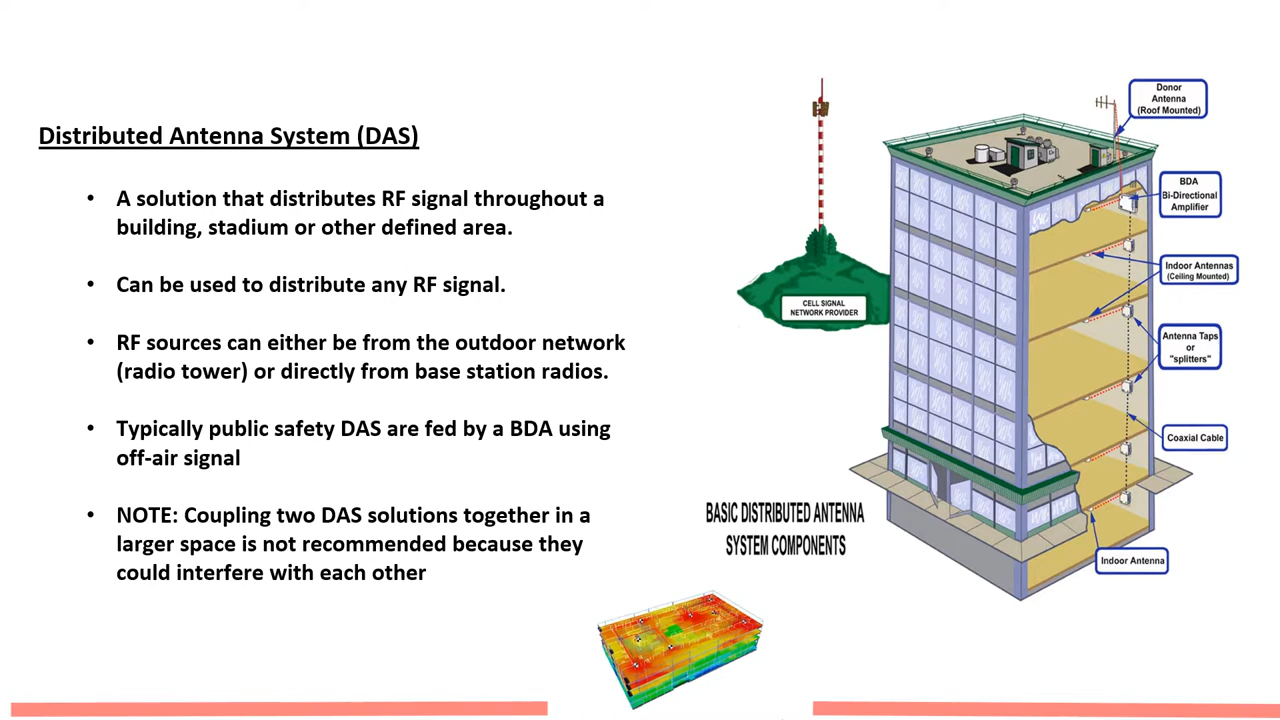 Distributed Antenna System (DAS)
• A solution that distributes RF signal throughout a
building, stadium or other defined area.
• Can be used to distribute any RF signal.
• RF sources can either be from the outdoor network
(radio tower) or directly from base station radios.
• Typically public safety DAS are fed by a BDA using
off-air signal
• NOTE: Coupling two DAS solutions together in a
larger space is not recommended because they
could interfere with each other
Donor
Antenna
(Roof Mounted)
BDA
Bi-Directional
Amplifier
Indoor Antennas
(Ceiling Mounted)
CELL SIGNAL
NETWORK PROVIDER
Antenna Taps
or
"splitters"
Coaxial Cable
BASIC DISTRIBUTED ANTENNA
SYSTEM COMPONENTS
Indoor Antenna